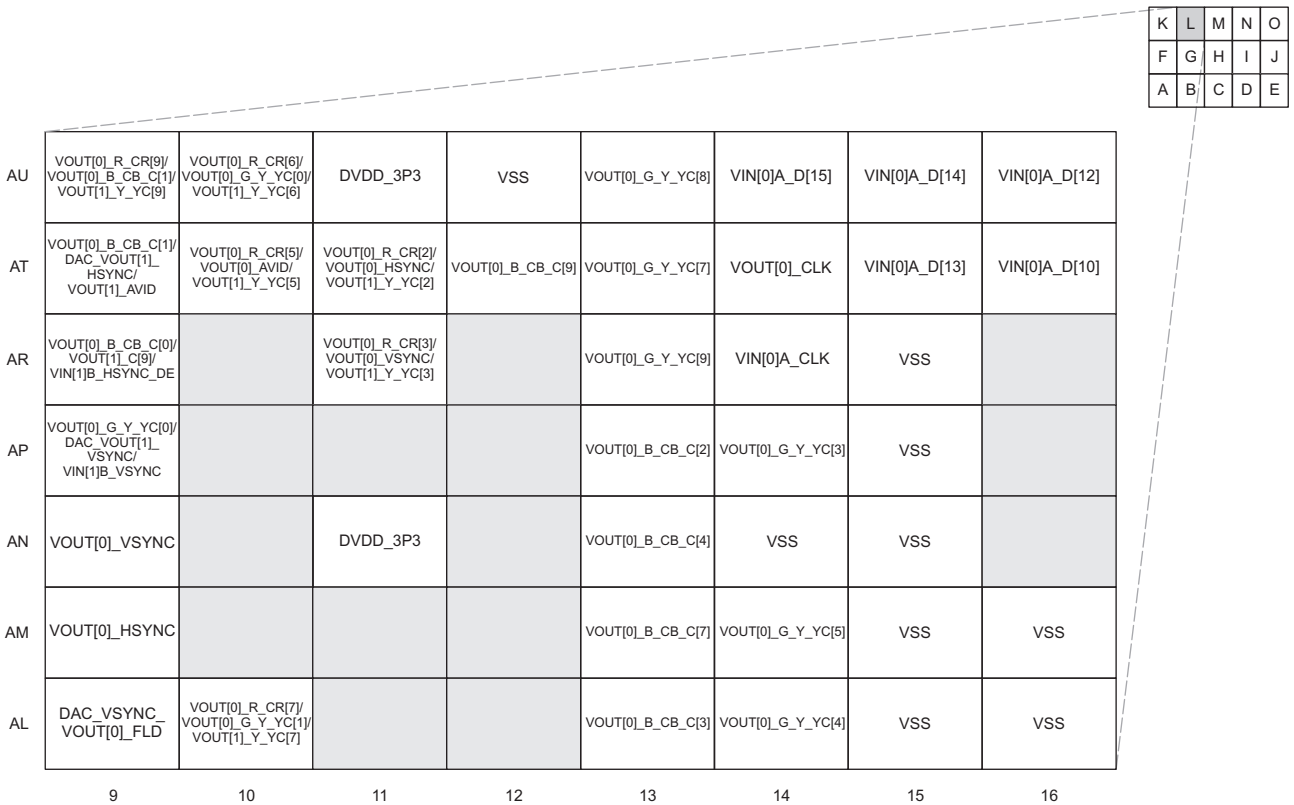 K L M N O
F G H I J
A B C D E
AU
VOUT[0]_R_CR[9]/
VOUT[0]_B_CB_C[1]/
VOUT[1]_Y_YC[9]
VOUT[0]_R_CR[6]/
VOUT[0]_G_Y_YC[0]/
VOUT[1]_Y_YC[6]
DVDD_3P3
VSS
VOUT[0]_G_Y_YC[8]
VIN[0]A_D[15]
VIN[0]A_D[14]
VIN[0]A_D[12]
AT
VOUT[0]_B_CB_C[1]/
DAC_VOUT[1]_
HSYNC/
VOUT[1]_AVID
VOUT[0]_R_CR[5]/
VOUT[0]_AVID/
VOUT[1]_Y_YC[5]
VOUT[0]_R_CR[2]/
VOUT[0]_HSYNC/
VOUT[1]_Y_YC[2]
VOUT[0]_B_CB_C[9]
VOUT[0]_G_Y_YC[7]
VOUT[0]_CLK
VIN[0]A_D[13]
VIN[0]A_D[10]
AR
VOUT[0]_B_CB_C[0]/
VOUT[1]_C[9]/
VIN[1]B_HSYNC_DE
VOUT[0]_R_CR[3]/
VOUT[0]_VSYNC/
VOUT[1]_Y_YC[3]
VOUT[0]_G_Y_YC[9]
VIN[0]A_CLK
VSS
AP
VOUT[0]_G_Y_YC[0]/
DAC_VOUT[1]_
VSYNC/
VIN[1]B_VSYNC
VOUT[0]_B_CB_C[2]
VOUT[0]_G_Y_YC[3]
VSS
AN
VOUT[0]_VSYNC
DVDD_3P3
VOUT[0]_B_CB_C[4]
VSS
VSS
AM
VOUT[0]_HSYNC
VOUT[0]_B_CB_C[7]
VOUT[0]_G_Y_YC[5]
VSS
VSS
AL
DAC_VSYNC_
VOUT[0]_FLD
VOUT[0]_R_CR[7]/
VOUT[0]_G_Y_YC[1]/
VOUT[1]_Y_YC[7]
VOUT[0]_B_CB_C[3]
VOUT[0]_G_Y_YC[4]
VSS
VSS
9 10 11 12 13 14 15 16